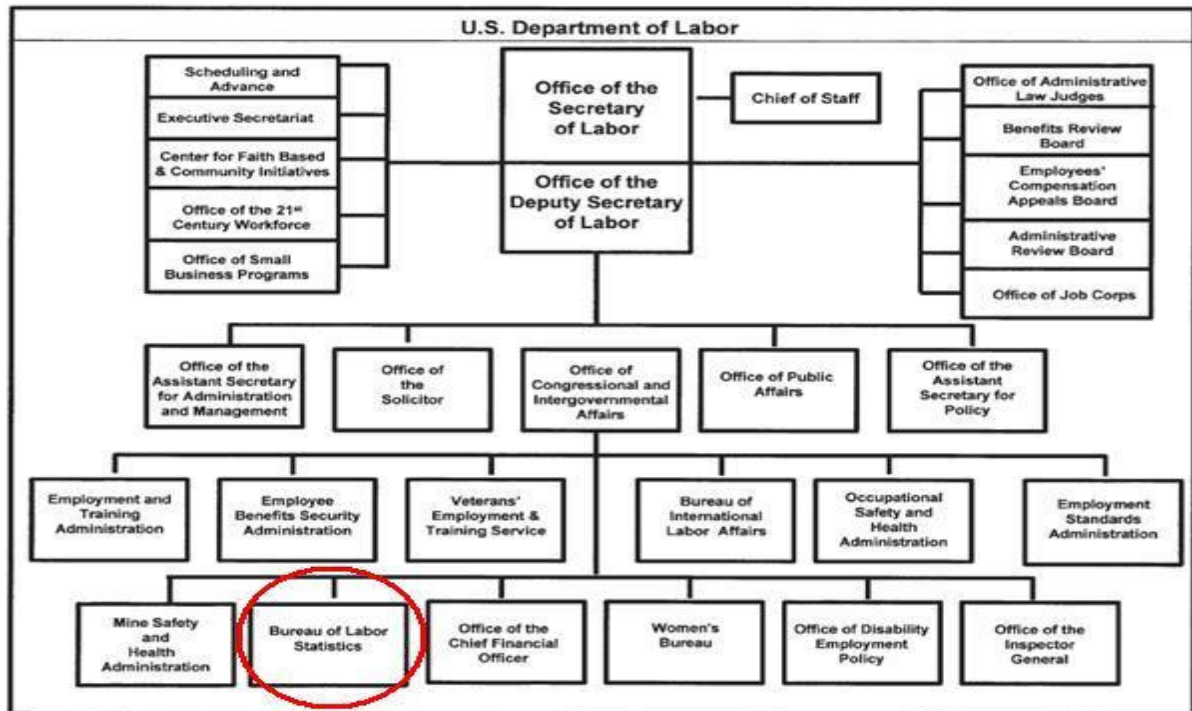 U.S. Department of Labor
Scheduling and
Advance
Executive Secretariat
Center for Faith Based
& Community Initiatives
Office of the 21st
Century Workforce
Office of Small
Business Programs
Office of the
Secretary
of Labor
Office of the
Deputy Secretary
of Labor
Chief of Staff
Office of Administrative
Law Judges
Benefits Review
Board
Employees'
Compensation
Appeals Board
Administrative
Review Board
Office of Job Corps
Office of the
Assistant Secretary
for Administration
and Management
Office of
the
Solicitor
Office of
Congressional and
Intergovernmental
Affairs
Office of Public
Affairs
Office of the
Assistant
Secretary for
Policy
Employment and
Training
Administration
Employee
Benefits Security
Administration
Veterans'
Employment &
Training Service
Bureau of
International
Labor Affairs
Occupational
Safety and
Health
Administration
Employment
Standards
Administration
Mine Safety
and
Health
Administration
Bureau of Labor
Statistics
Office of the
Chief Financial
Officer
Women's
Bureau
Office of Disability
Employment
Policy
Office of the
Inspector
General